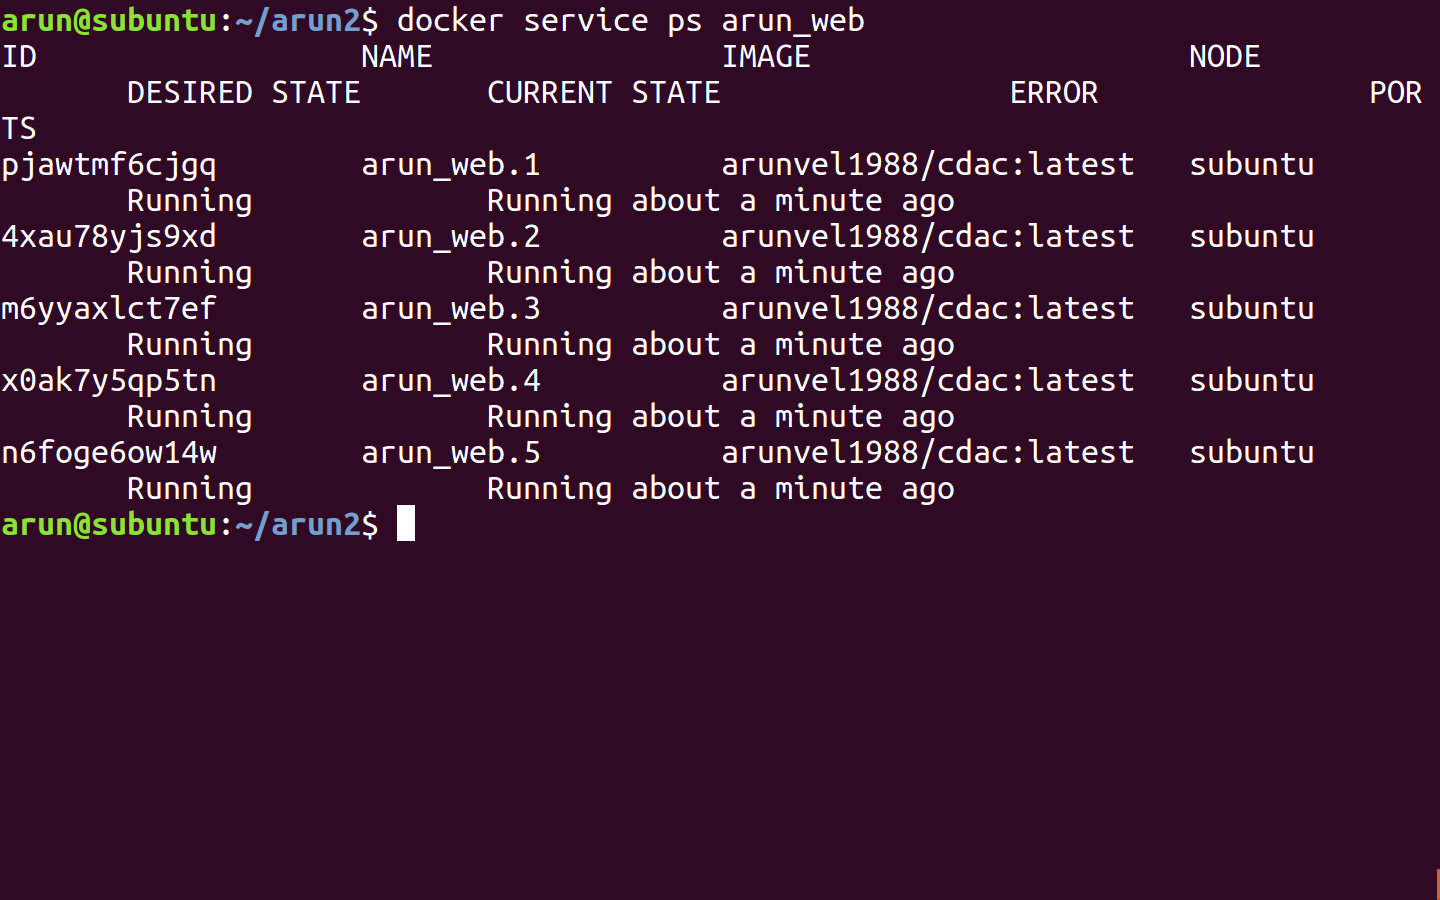 arun@subuntu:~/arun2$ docker service ps arun_web
ID                  NAME                IMAGE                     NODE
       DESIRED STATE       CURRENT STATE                ERROR               POR
TS
pjawtmf6cjgq        arun_web.1          arunvel1988/cdac:latest   subuntu
       Running             Running about a minute ago
4xau78yjs9xd        arun_web.2          arunvel1988/cdac:latest   subuntu
       Running             Running about a minute ago
m6yyaxlct7ef        arun_web.3          arunvel1988/cdac:latest   subuntu
       Running             Running about a minute ago
x0ak7y5qp5tn        arun_web.4          arunvel1988/cdac:latest   subuntu
       Running             Running about a minute ago
n6foge6ow14w        arun_web.5          arunvel1988/cdac:latest   subuntu
       Running             Running about a minute ago
arun@subuntu:~/arun2$